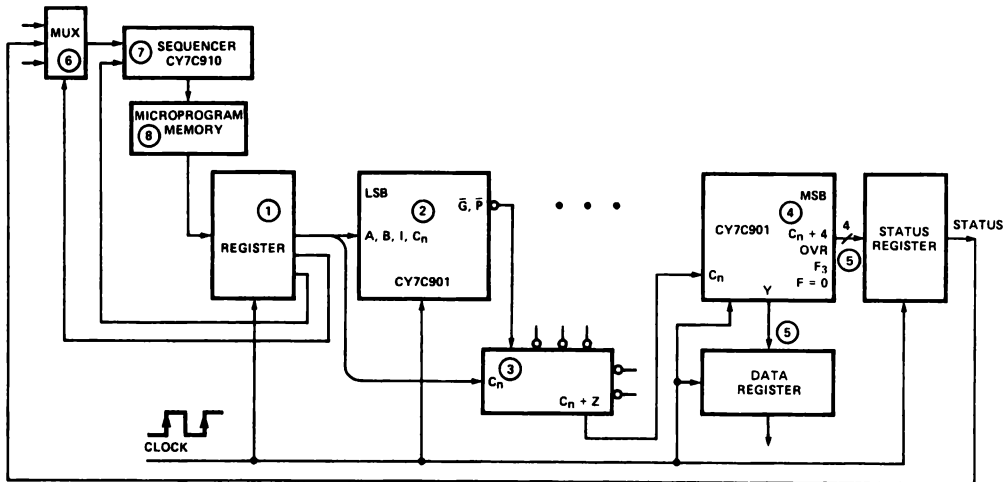 MUX
6
7
SEQUENCER
CY7C910
MICROPROGRAM
MEMORY
8
1
REGISTER
LSB
2
G̅, P̅
A, B, I, Cn
CY7C901
• • •
MSB
4
CY7C901
Cn + 4
OVR
F3
F = 0
Cn
Y
4
5
STATUS
REGISTER
STATUS
3
Cn
Cn + Z
5
DATA
REGISTER
CLOCK